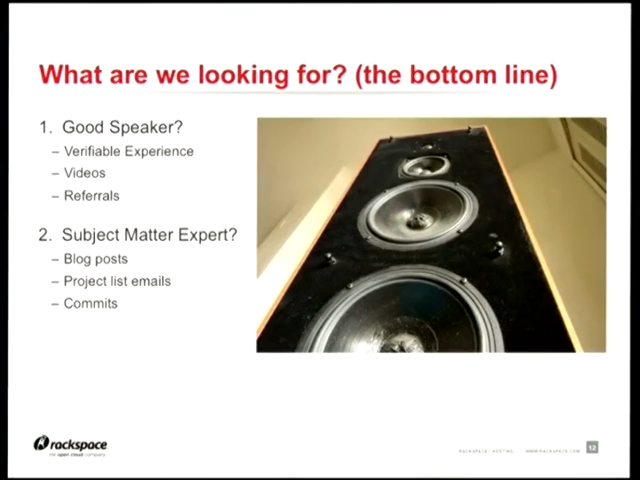 What are we looking for? (the bottom line)
1. Good Speaker?
– Verifiable Experience
– Videos
– Referrals
2. Subject Matter Expert?
– Blog posts
– Project list emails
– Commits
rackspace
the open cloud company
RACKSPACE® HOSTING
WWW.RACKSPACE.COM
12